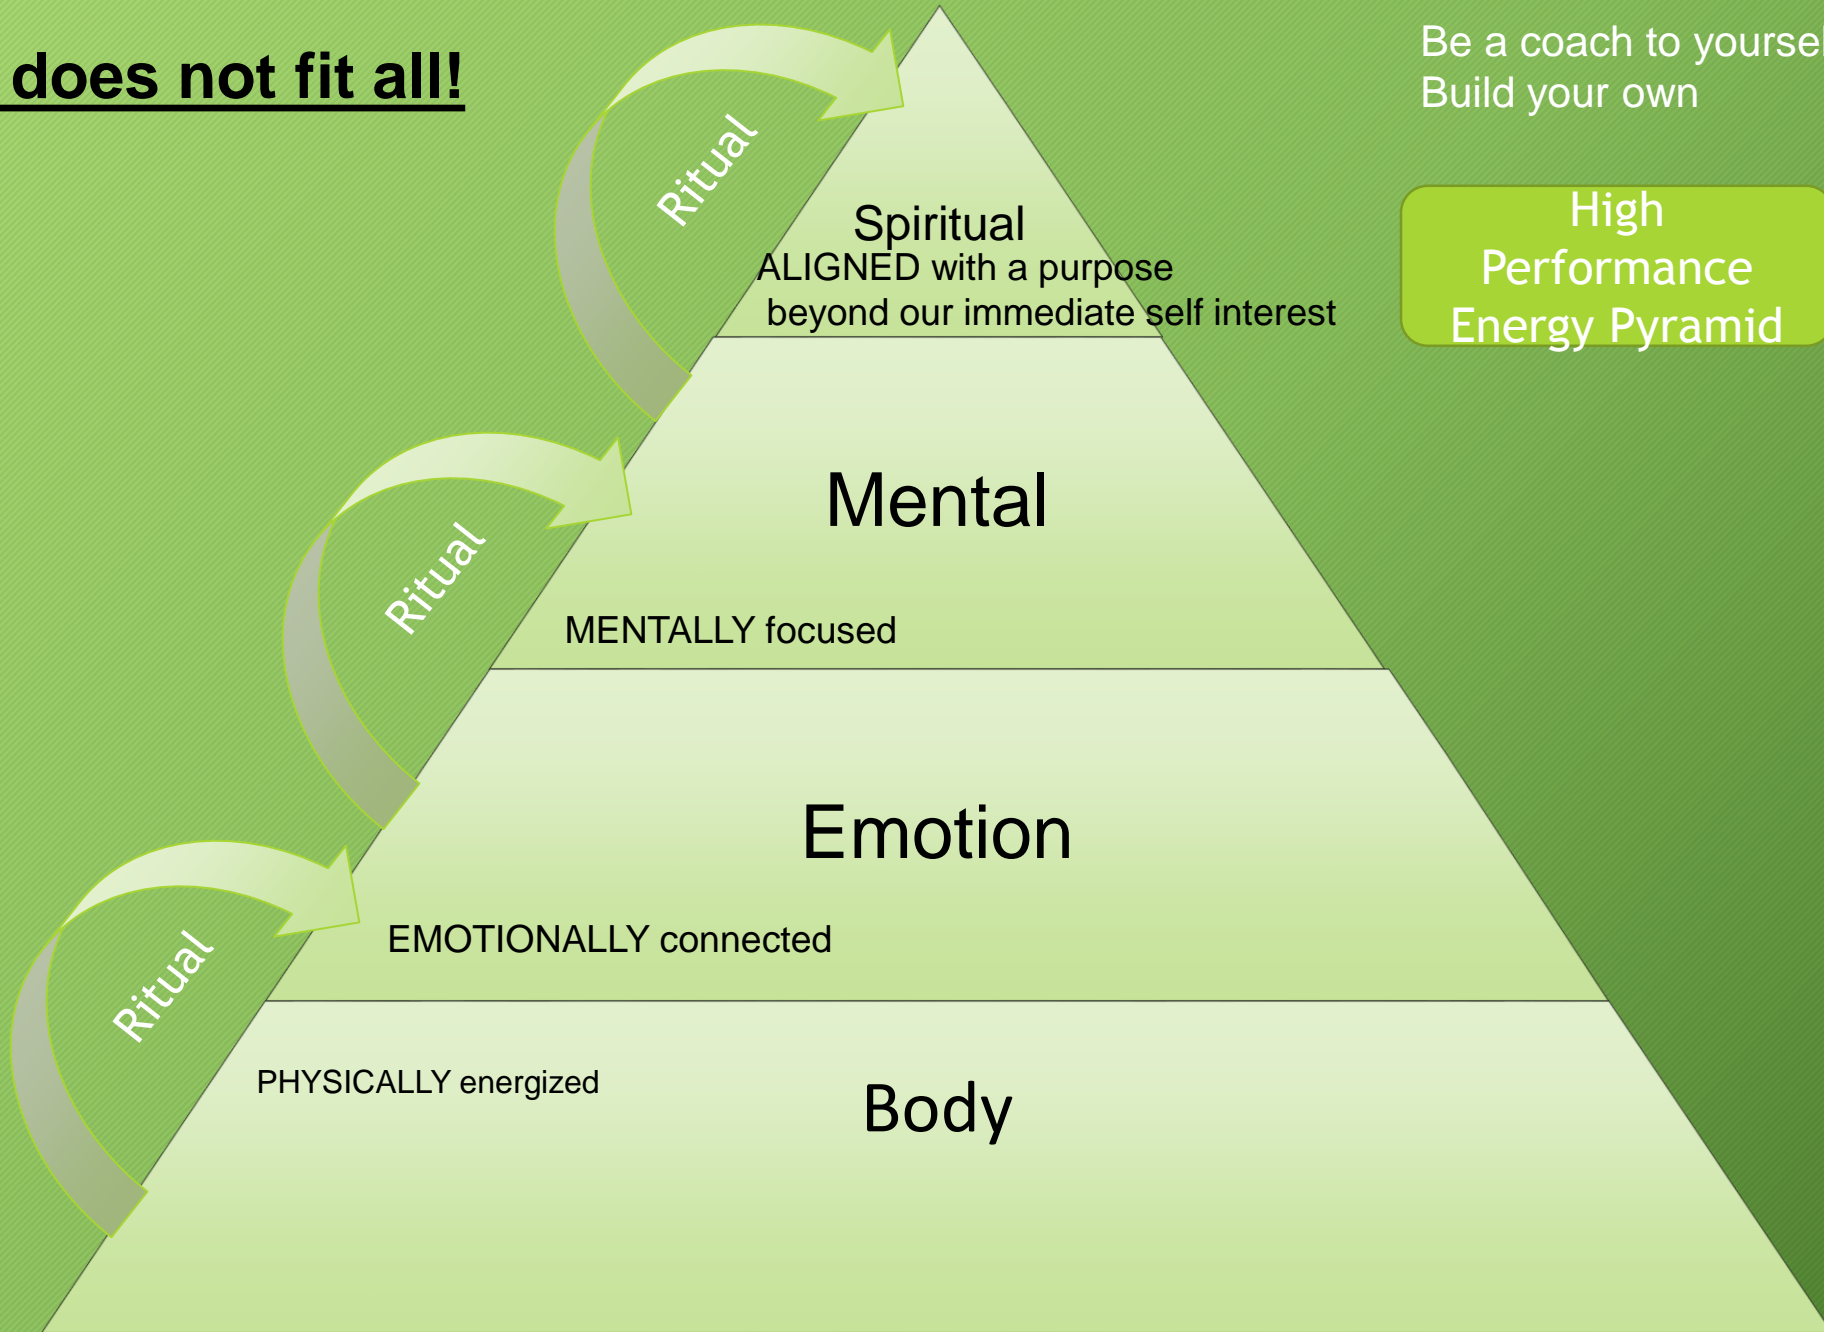 does not fit all!
Be a coach to yoursel
Build your own
High
Performance
Energy Pyramid
Ritual
Spiritual
ALIGNED with a purpose
beyond our immediate self interest
Ritual
Mental
MENTALLY focused
Ritual
Emotion
EMOTIONALLY connected
PHYSICALLY energized
Body